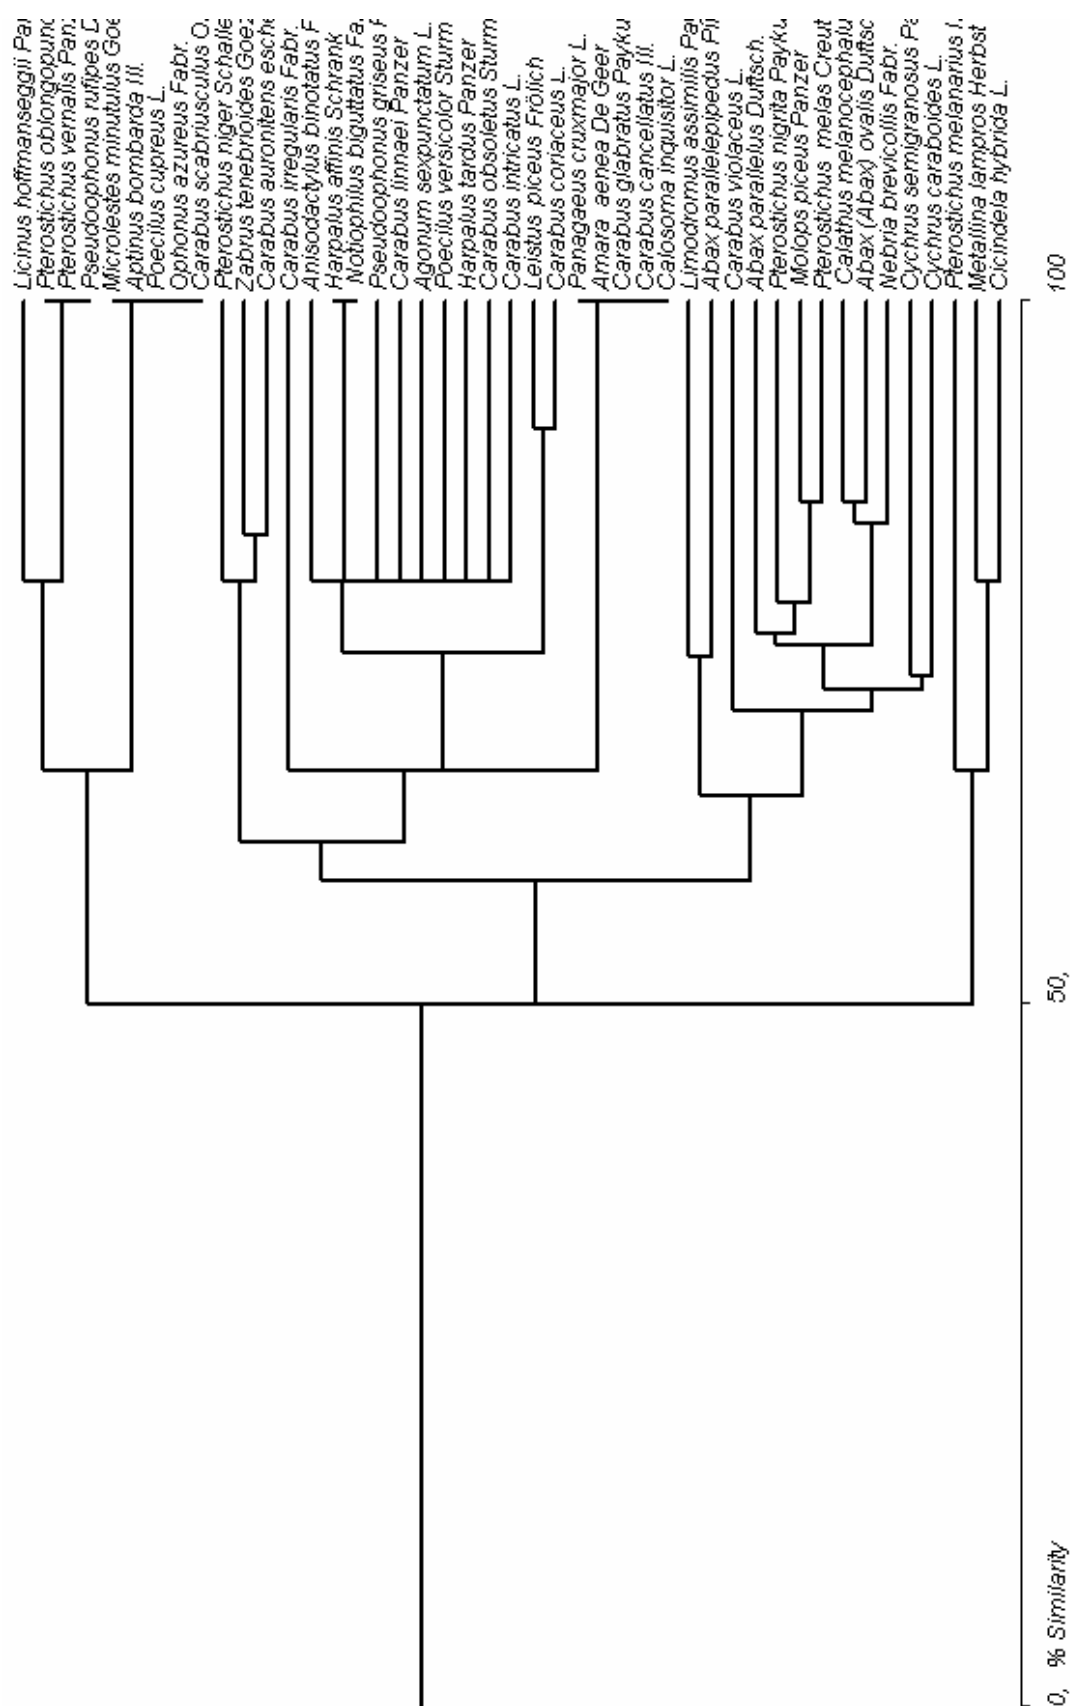 Licinus hoffmanseggii Pa
Pterostichus oblongopunc
Pterostichus vernalis Panz
Pseudoophonus rufipes D
Microlestes minutulus Goe
Aptinus bombarda Ill.
Poecilus cupreus L.
Ophonus azureus Fabr.
Carabus scabriusculus O.
Pterostichus niger Schalle
Zabrus tenebrioides Goez
Carabus auronitens esche
Carabus irregularis Fabr.
Anisodactylus binotatus F
Harpalus affinis Schrank
Notiophilus biguttatus Fa.
Pseudoophonus griseus P
Carabus linnaei Panzer
Agonum sexpunctatum L.
Poecilus versicolor Sturm
Harpalus tardus Panzer
Carabus obsoletus Sturm
Carabus intricatus L.
Leistus piceus Frölich
Carabus coriaceus L.
Panagaeus cruxmajor L.
Amara aenea De Geer
Carabus glabratus Payku
Carabus cancellatus Ill.
Calosoma inquisitor L.
Limodromus assimilis Pa
Abax parallelepipedus Pil
Carabus violaceus L.
Abax parallelus Duftsch.
Pterostichus nigrita Payku
Molops piceus Panzer
Pterostichus melas Creut
Calathus melanocephalu
Abax (Abax) ovalis Duftsc
Nebria brevicollis Fabr.
Cychrus semigranosus Pa
Cychrus caraboides L.
Pterostichus melanarius I.
Metallina lampros Herbst
Cicindela hybrida L.
0, % Similarity 50, 100